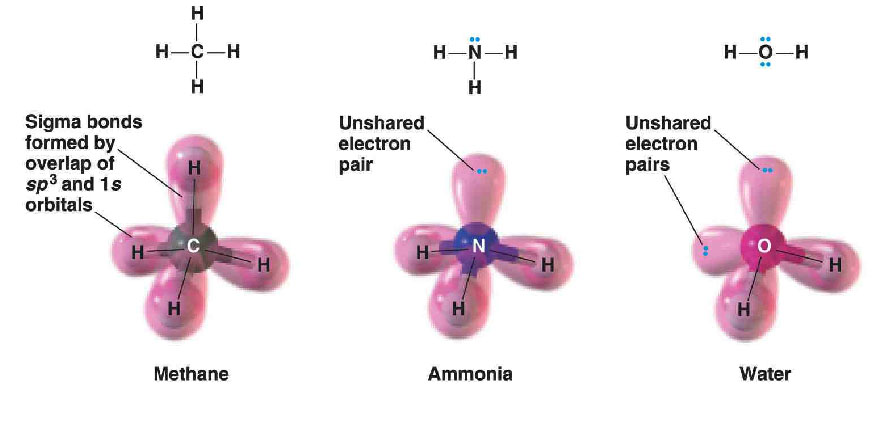 H
H—C—H
H
H—N—H
H
H—O—H
Sigma bonds
formed by
overlap of
sp³ and 1s
orbitals
H
H
C
H
H
Unshared
electron
pair
H
N
H
H
Unshared
electron
pairs
O
H
H
Methane
Ammonia
Water